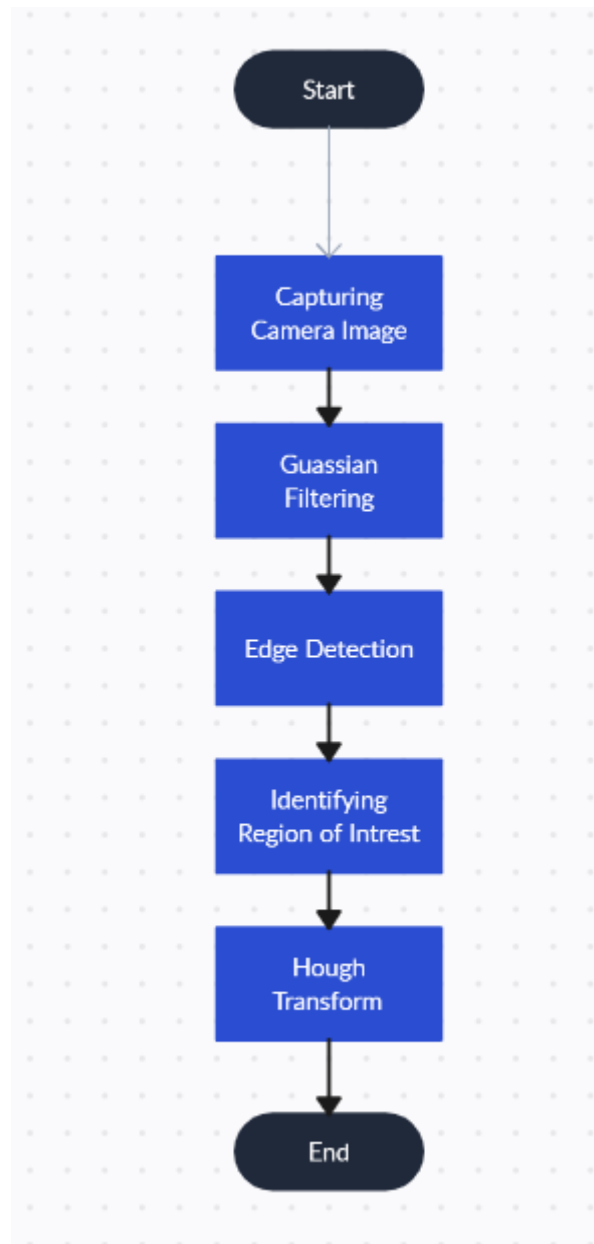 Start
Capturing
Camera Image
Guassian
Filtering
Edge Detection
Identifying
Region of Intrest
Hough
Transform
End